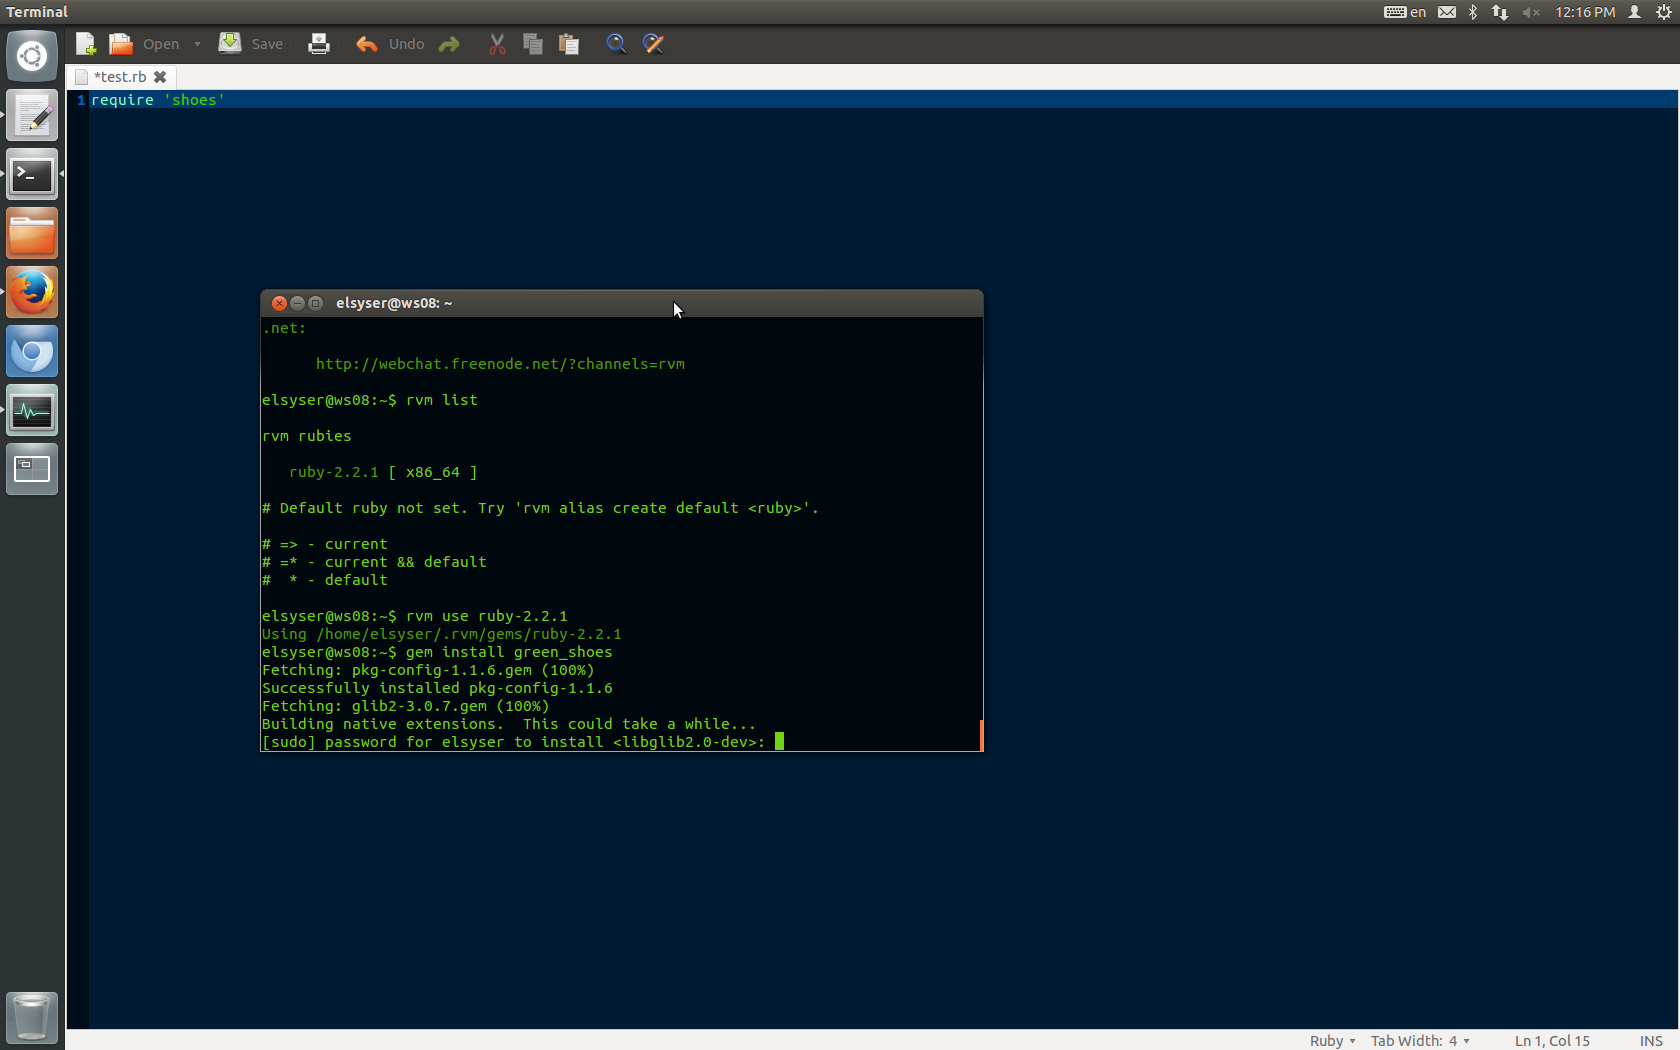 Terminal
en
12:16 PM
Open
Save
Undo
*test.rb
1 require 'shoes'
elsyser@ws08: ~
.net:
http://webchat.freenode.net/?channels=rvm
elsyser@ws08:~$ rvm list
rvm rubies
ruby-2.2.1 [ x86_64 ]
# Default ruby not set. Try 'rvm alias create default <ruby>'.
# => - current
# =* - current && default
#  * - default
elsyser@ws08:~$ rvm use ruby-2.2.1
Using /home/elsyser/.rvm/gems/ruby-2.2.1
elsyser@ws08:~$ gem install green_shoes
Fetching: pkg-config-1.1.6.gem (100%)
Successfully installed pkg-config-1.1.6
Fetching: glib2-3.0.7.gem (100%)
Building native extensions.  This could take a while...
[sudo] password for elsyser to install <libglib2.0-dev>:
Ruby
Tab Width: 4
Ln 1, Col 15
INS